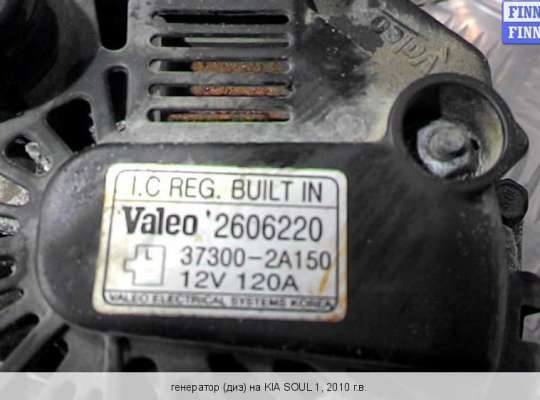 FINN
FINN
Valeo
I.C REG. BUILT IN
Valeo '2606220
37300-2A150
12V 120A
VALEO ELECTRICAL SYSTEMS KOREA
генератор (диз) на KIA SOUL 1, 2010 г.в.